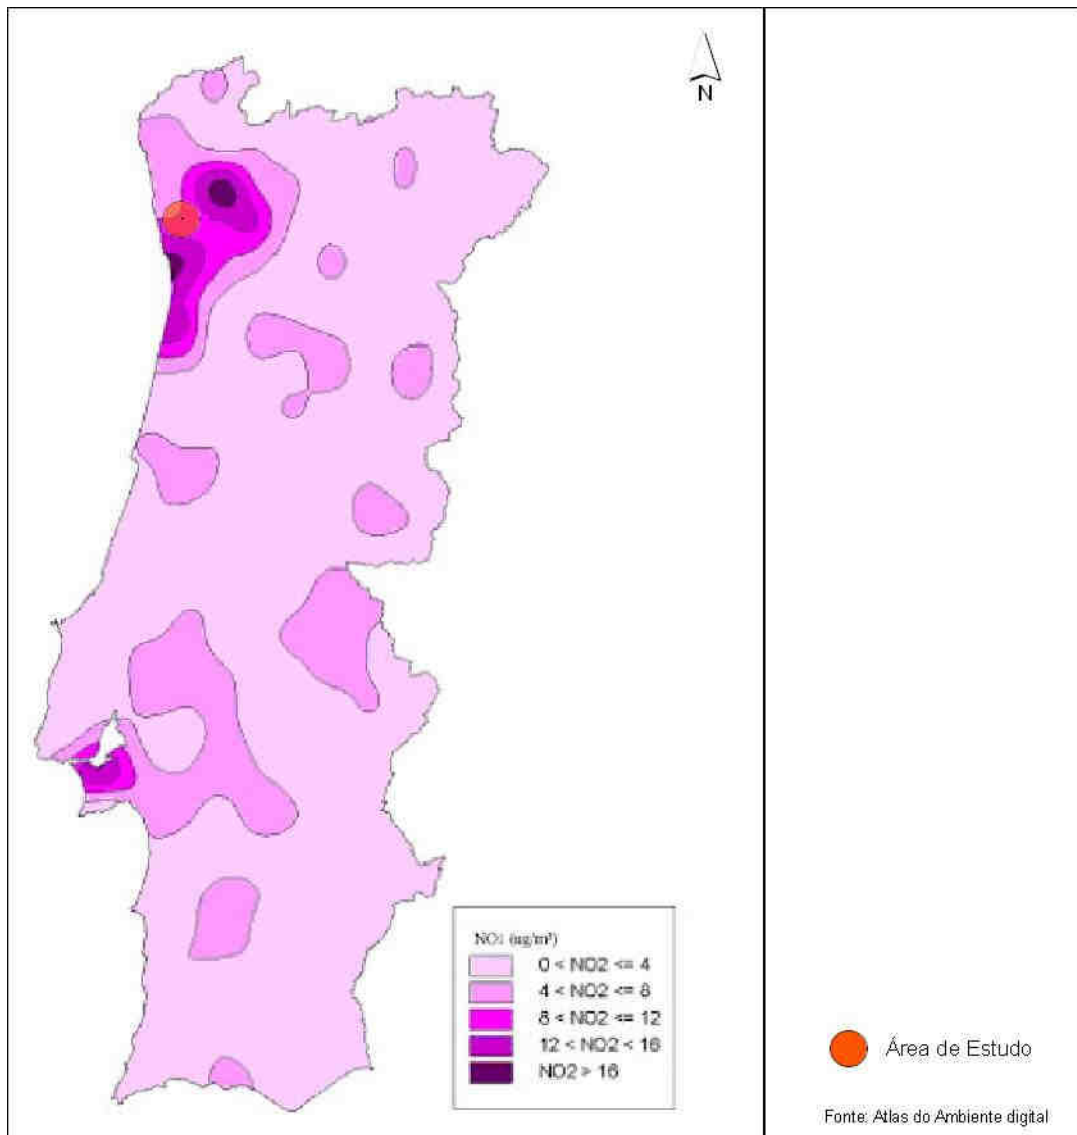 N
NO2 (ug/m³)
0 < NO2 <= 4
4 < NO2 <= 8
8 < NO2 <= 12
12 < NO2 < 16
NO2 > 16
Área de Estudo
Fonte: Atlas do Ambiente digital